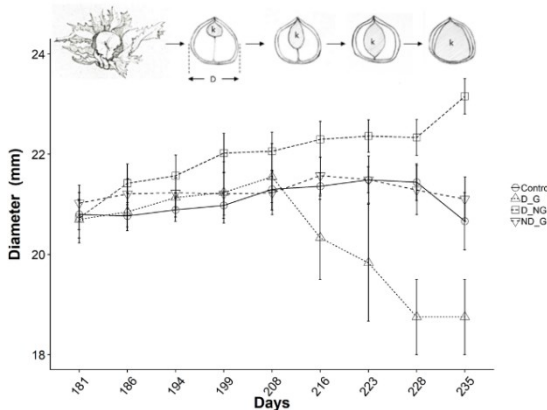 gr
k
k
k
k
D
24
22
20
18
Diameter (mm)
181
186
194
199
208
216
223
228
235
Days
Contro
D_G
D_NG
ND_G